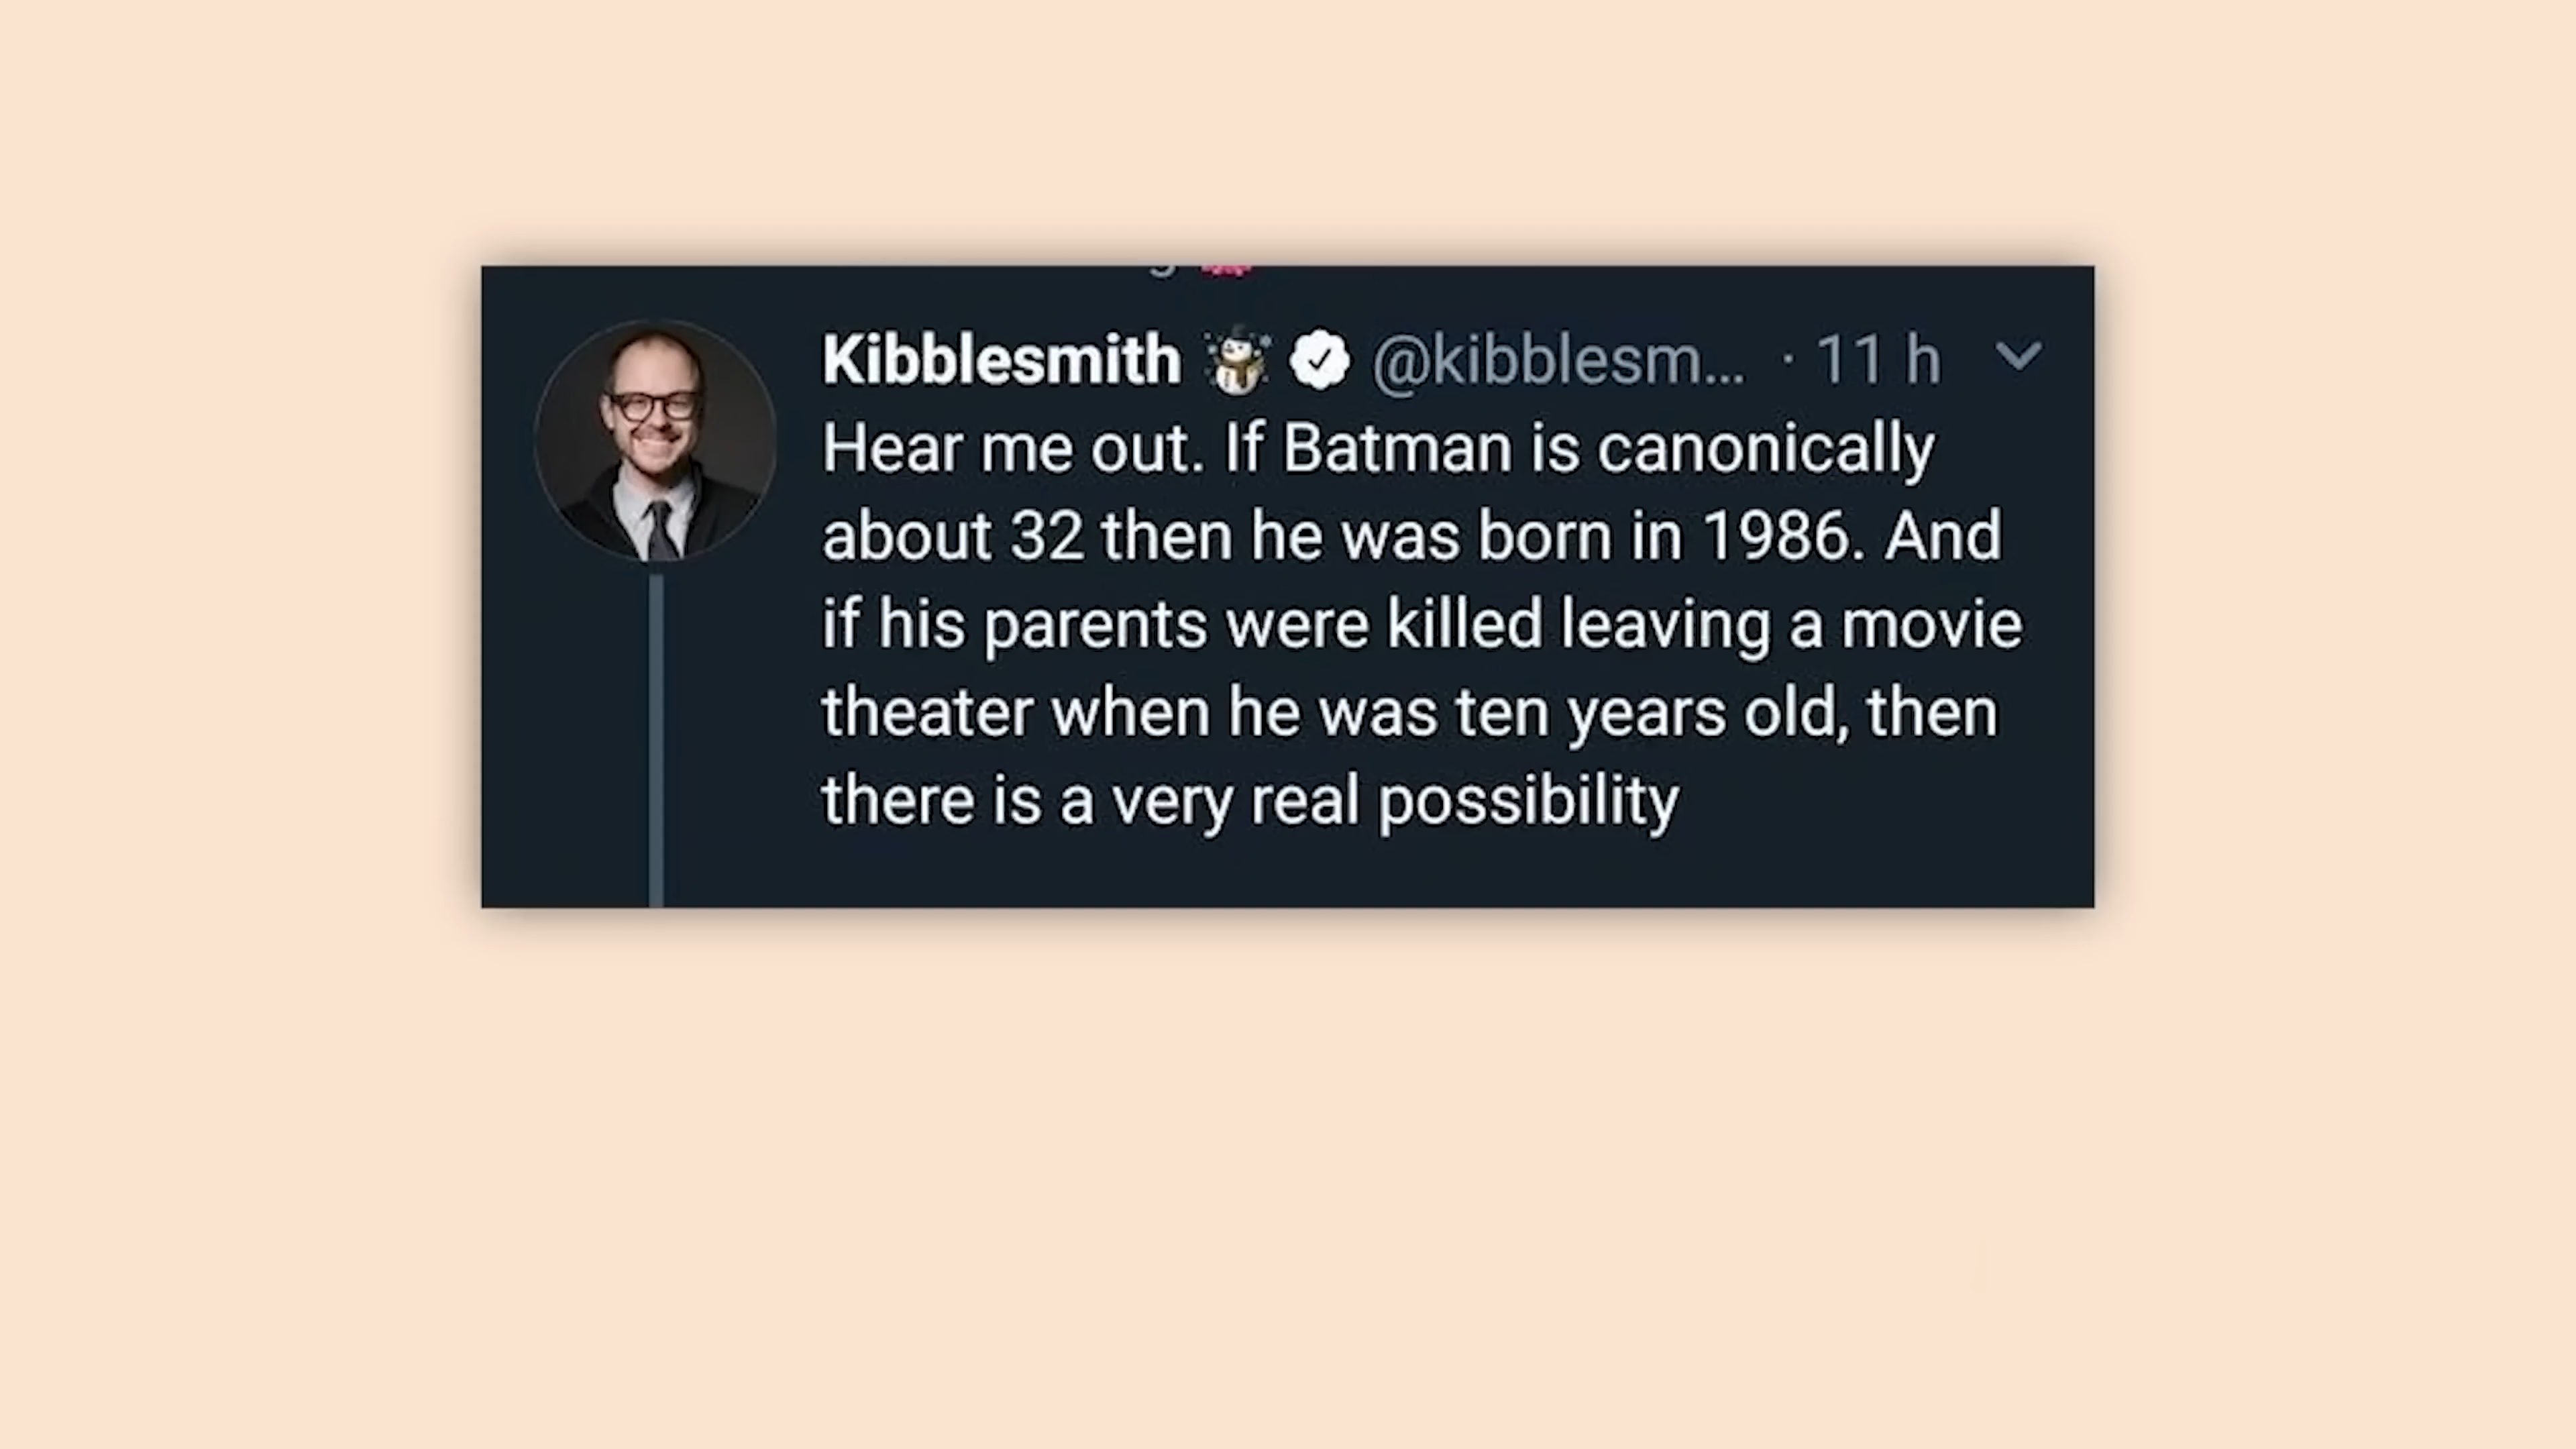 Kibblesmith @kibblesm... · 11 h
Hear me out. If Batman is canonically
about 32 then he was born in 1986. And
if his parents were killed leaving a movie
theater when he was ten years old, then
there is a very real possibility